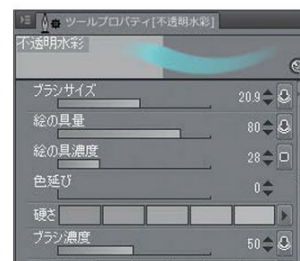 ツールプロパティ[不透明水彩]
不透明水彩
ブラシサイズ 20.9
絵の具量 80
絵の具濃度 28
色延び 0
硬さ
ブラシ濃度 50